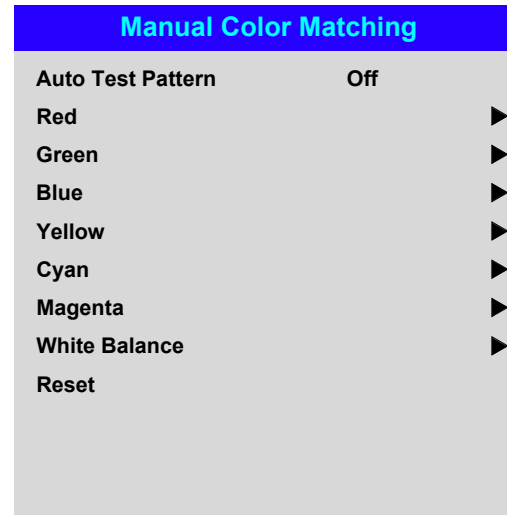 Manual Color Matching
Auto Test Pattern Off
Red
Green
Blue
Yellow
Cyan
Magenta
White Balance
Reset